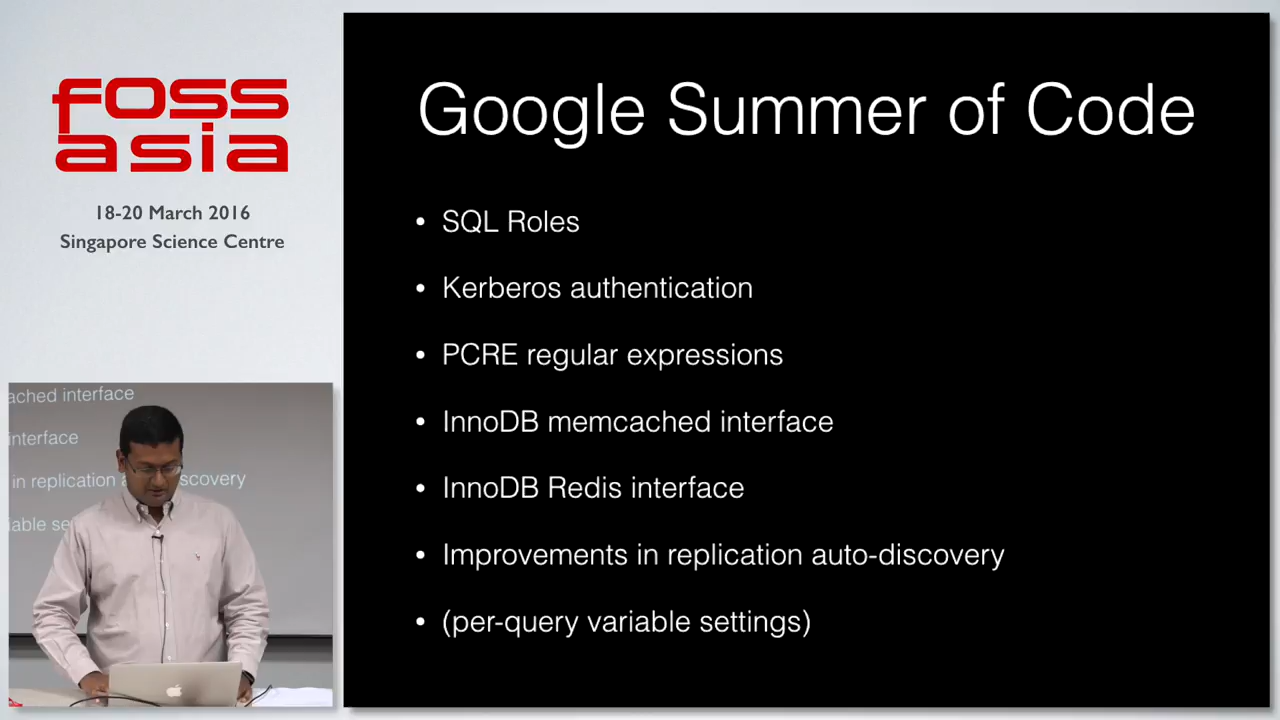 fOSS
asia
18-20 March 2016
Singapore Science Centre
Google Summer of Code
• SQL Roles
• Kerberos authentication
• PCRE regular expressions
• InnoDB memcached interface
• InnoDB Redis interface
• Improvements in replication auto-discovery
• (per-query variable settings)
ached interface
interface
in replication a scovery
iable se